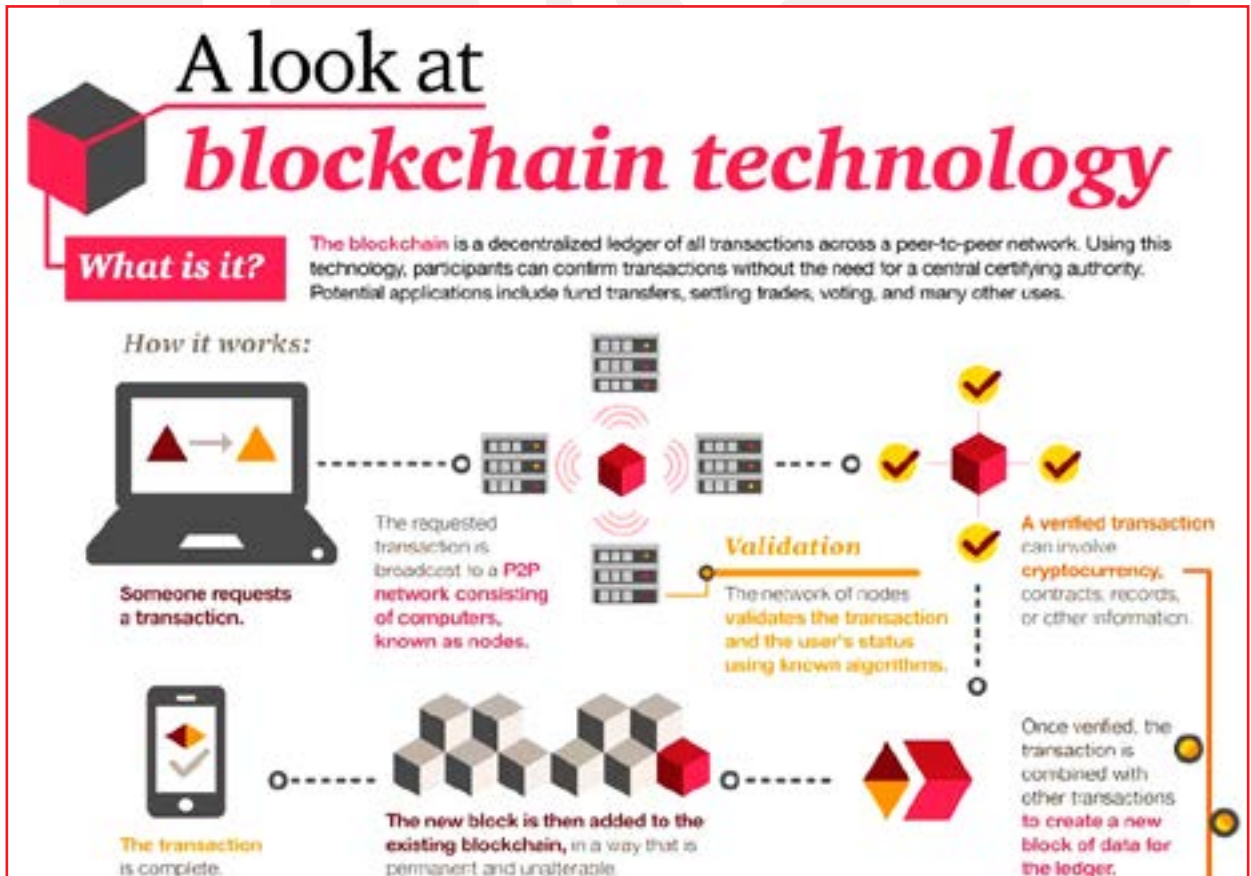 A look at
blockchain technology
What is it?
The blockchain is a decentralized ledger of all transactions across a peer-to-peer network. Using this
technology, participants can confirm transactions without the need for a central certifying authority.
Potential applications include fund transfers, settling trades, voting, and many other uses.
How it works:
Someone requests
a transaction.
The requested
transaction is
broadcast to a P2P
network consisting
of computers,
known as nodes.
Validation
The network of nodes
validates the transaction
and the user's status
using known algorithms.
A verified transaction
can involve
cryptocurrency,
contracts, records,
or other information.
Once verified, the
transaction is
combined with
other transactions
to create a new
block of data for
the ledger.
The new block is then added to the
existing blockchain, in a way that is
permanent and unalterable.
The transaction
is complete.